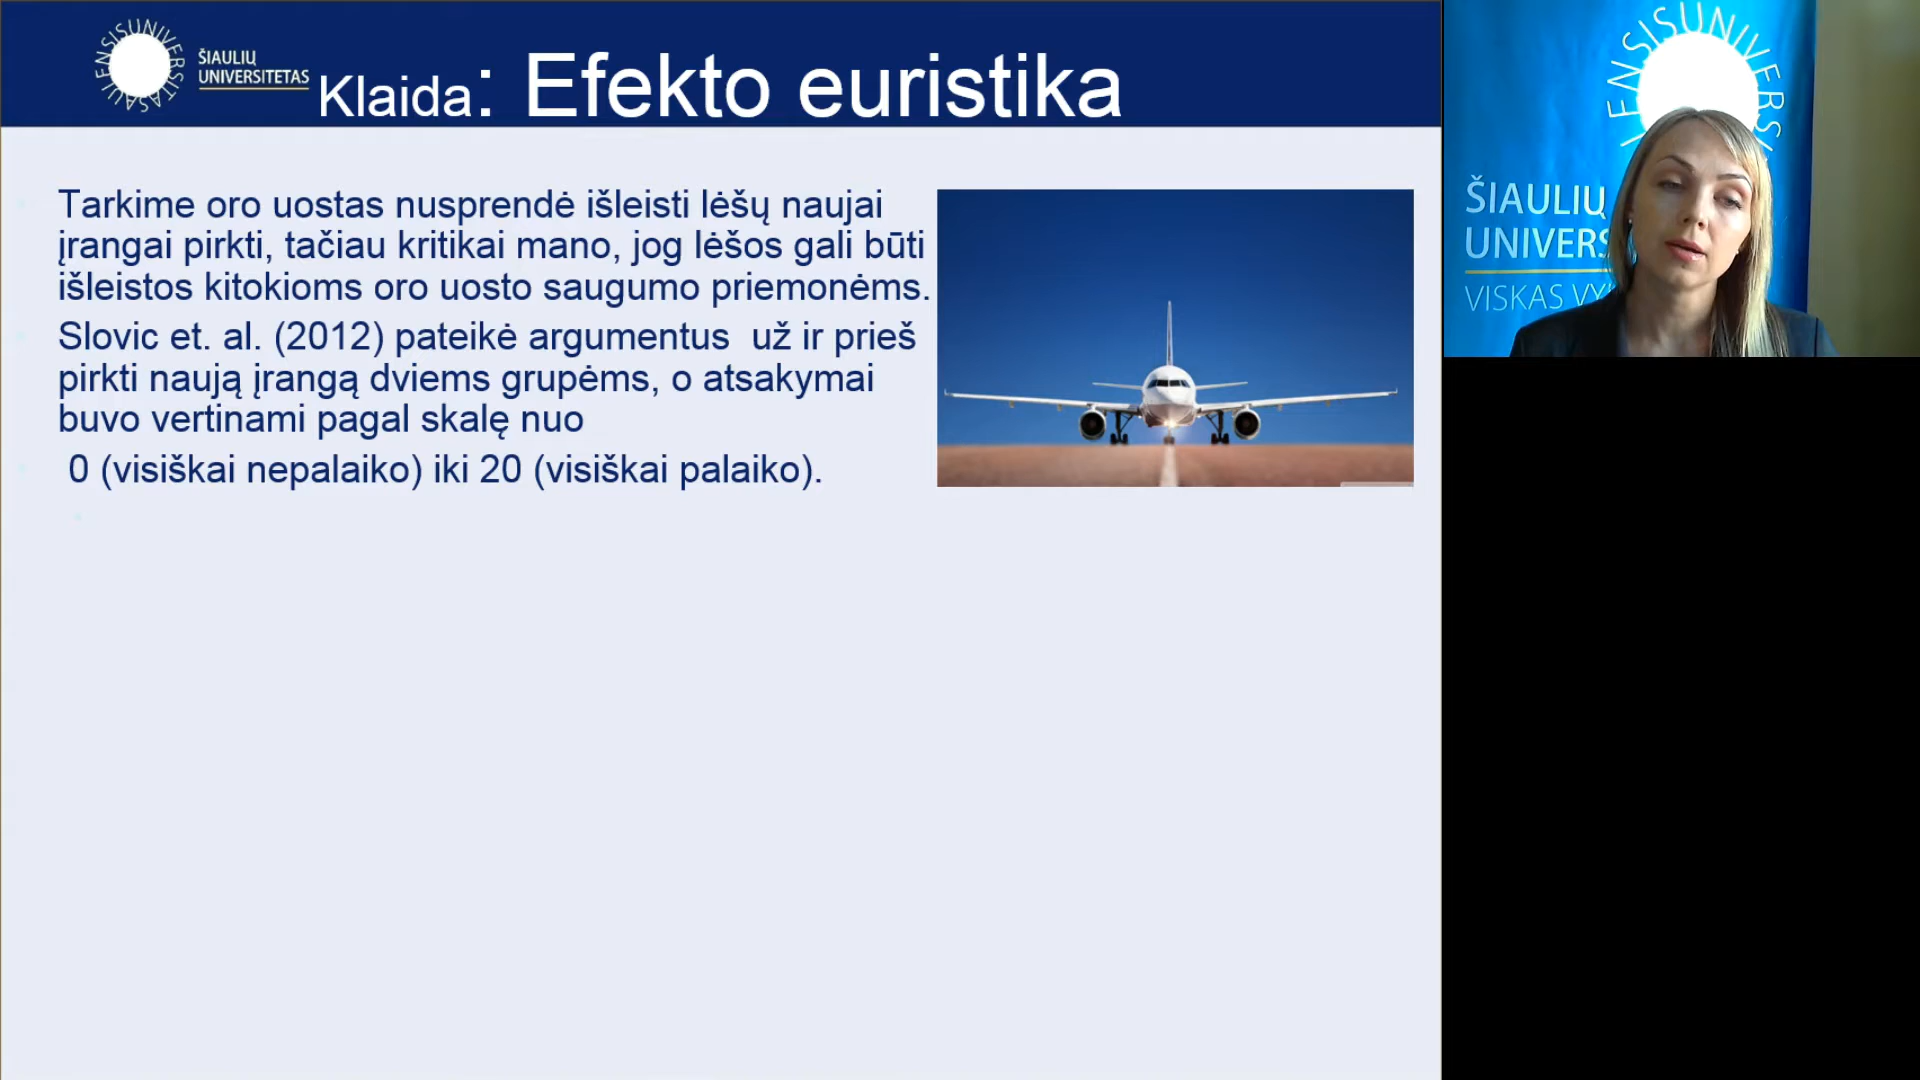 ENSISUNIVERSITASAULI
ŠIAULIŲ
UNIVERSITETAS
Klaida: Efekto euristika
Tarkime oro uostas nusprendė išleisti lėšų naujai
įrangai pirkti, tačiau kritikai mano, jog lėšos gali būti
išleistos kitokioms oro uosto saugumo priemonėms.
Slovic et. al. (2012) pateikė argumentus už ir prieš
pirkti naują įrangą dviems grupėms, o atsakymai
buvo vertinami pagal skalę nuo
0 (visiškai nepalaiko) iki 20 (visiškai palaiko).
ENSISUNIVERS
ŠIAULIŲ
UNIVERS
VISKAS